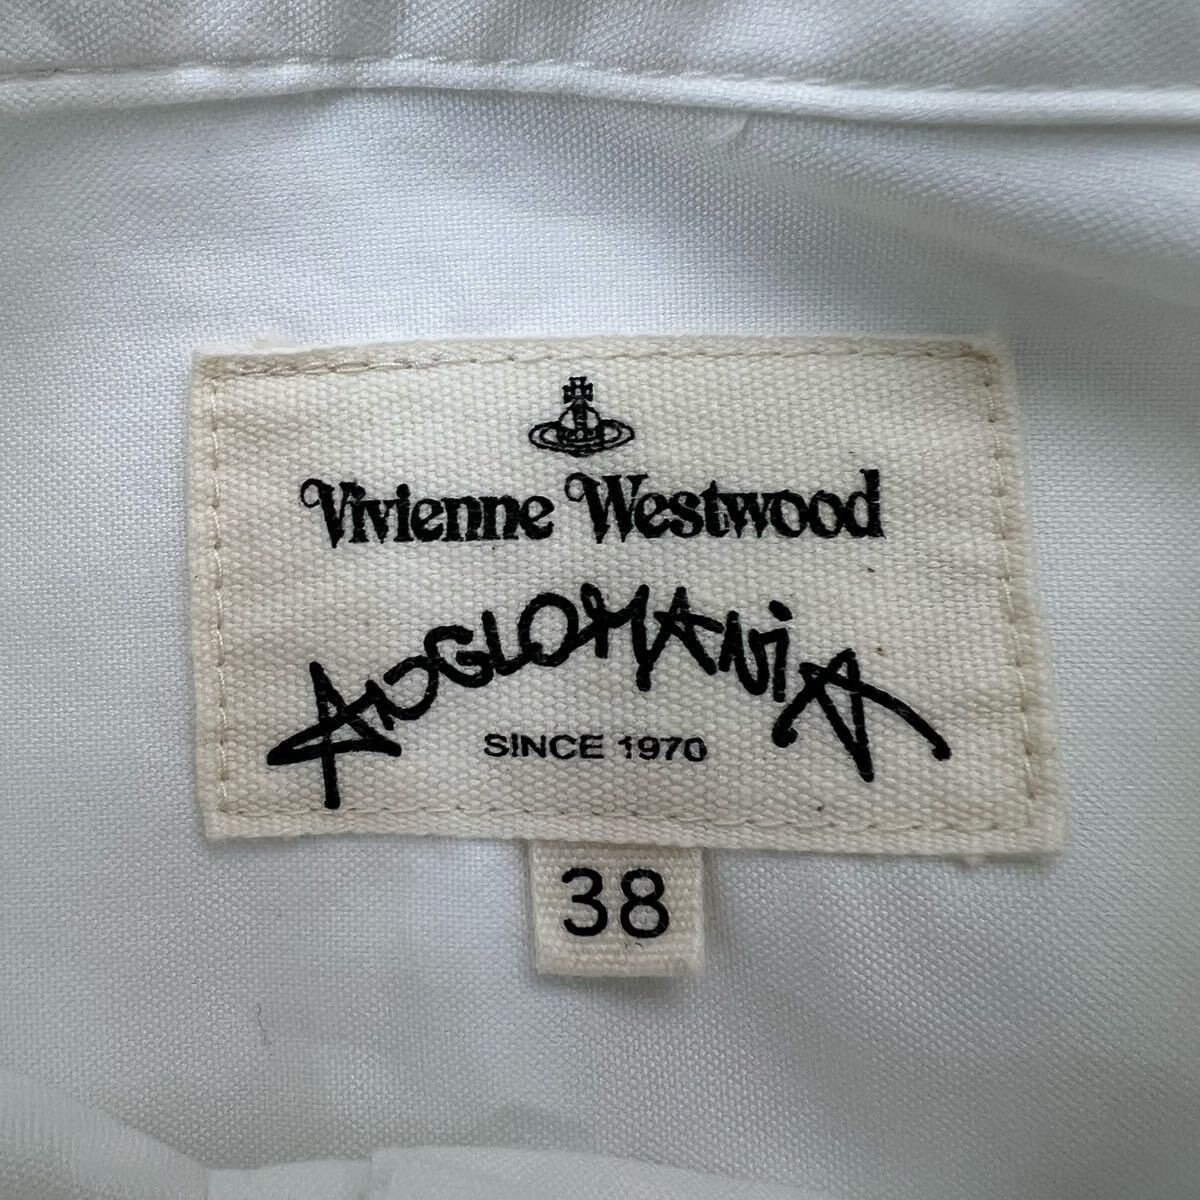 Vivienne Westwood
ANGLOMANIA
SINCE 1970
38